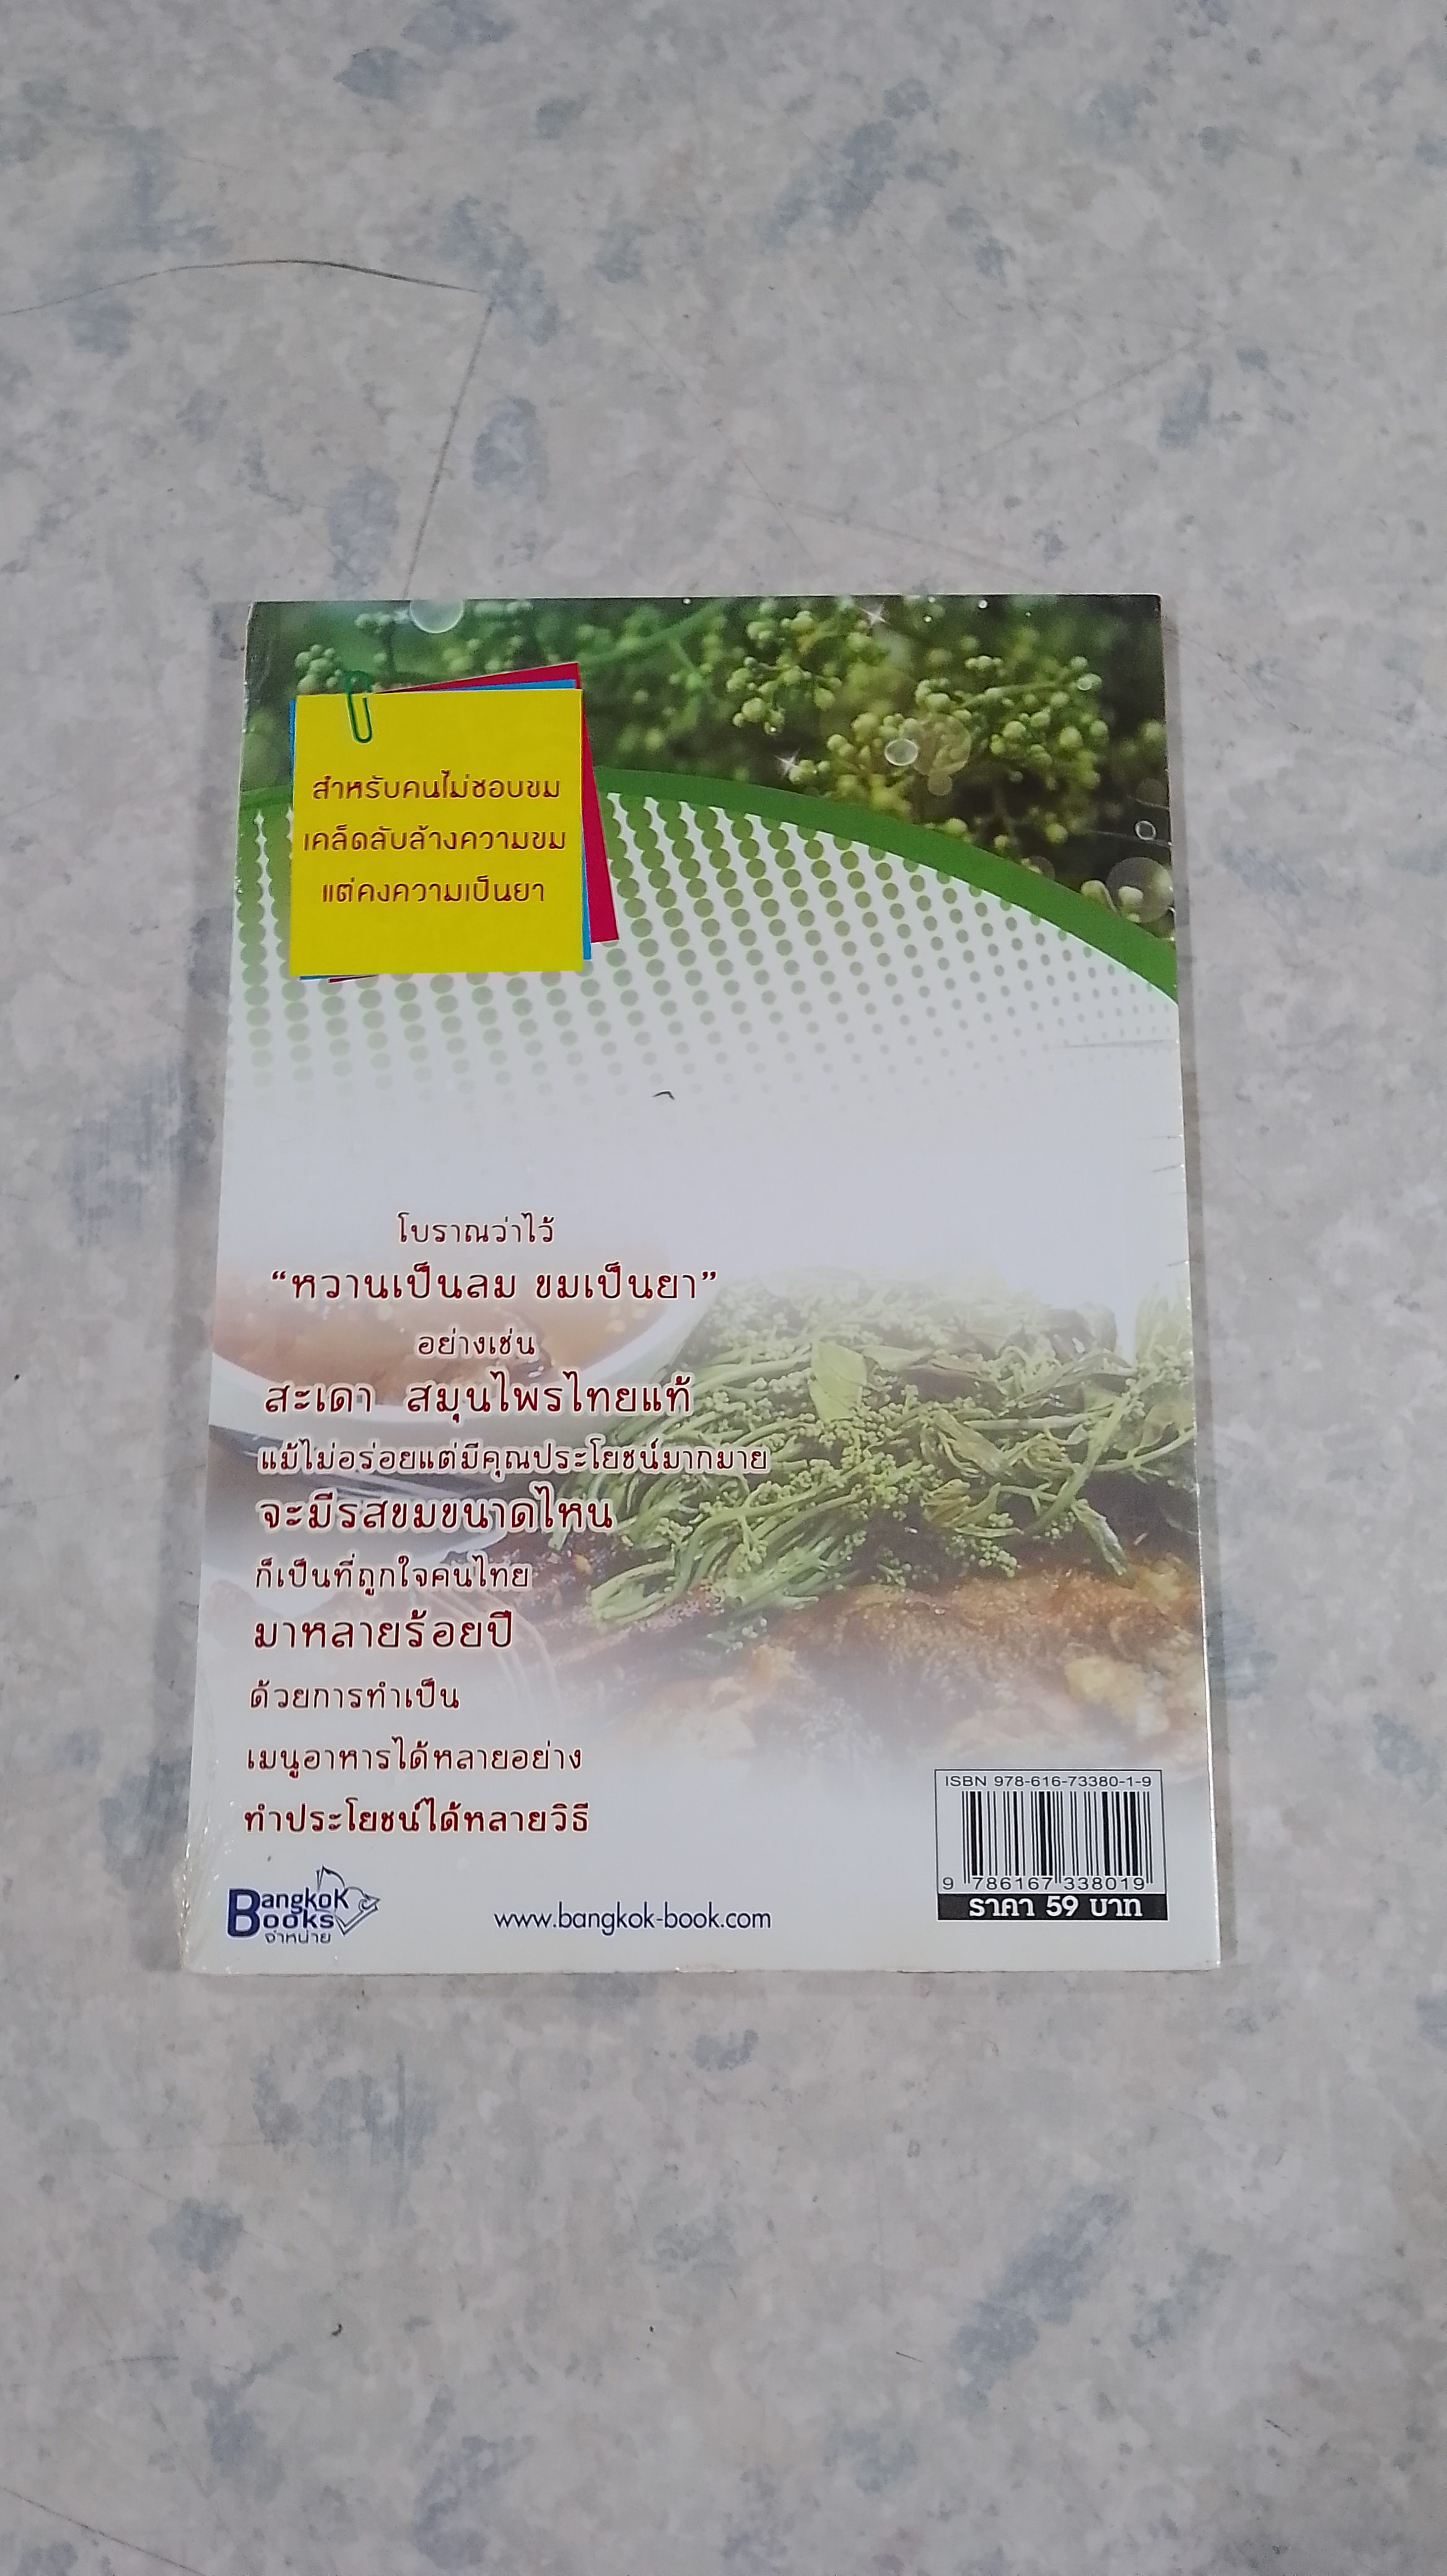 สำหรับคนไม่ชอบขม
เคล็ดลับล้างความขม
แต่คงความเป็นยา
โบราณว่าไว้
“หวานเป็นลม ขมเป็นยา”
อย่างเช่น
สะเดา สมุนไพรไทยแท้
แม้ไม่อร่อยแต่มีคุณประโยชน์มากมาย
จะมีรสขมขนาดไหน
ก็เป็นที่ถูกใจคนไทย
มาหลายร้อยปี
ด้วยการทำเป็น
เมนูอาหารได้หลายอย่าง
ทำประโยชน์ได้หลายวิธี
Bangkok
Books
จำหน่าย
www.bangkok-book.com
ISBN 978-616-73380-1-9
9 786167 338019
ราคา 59 บาท